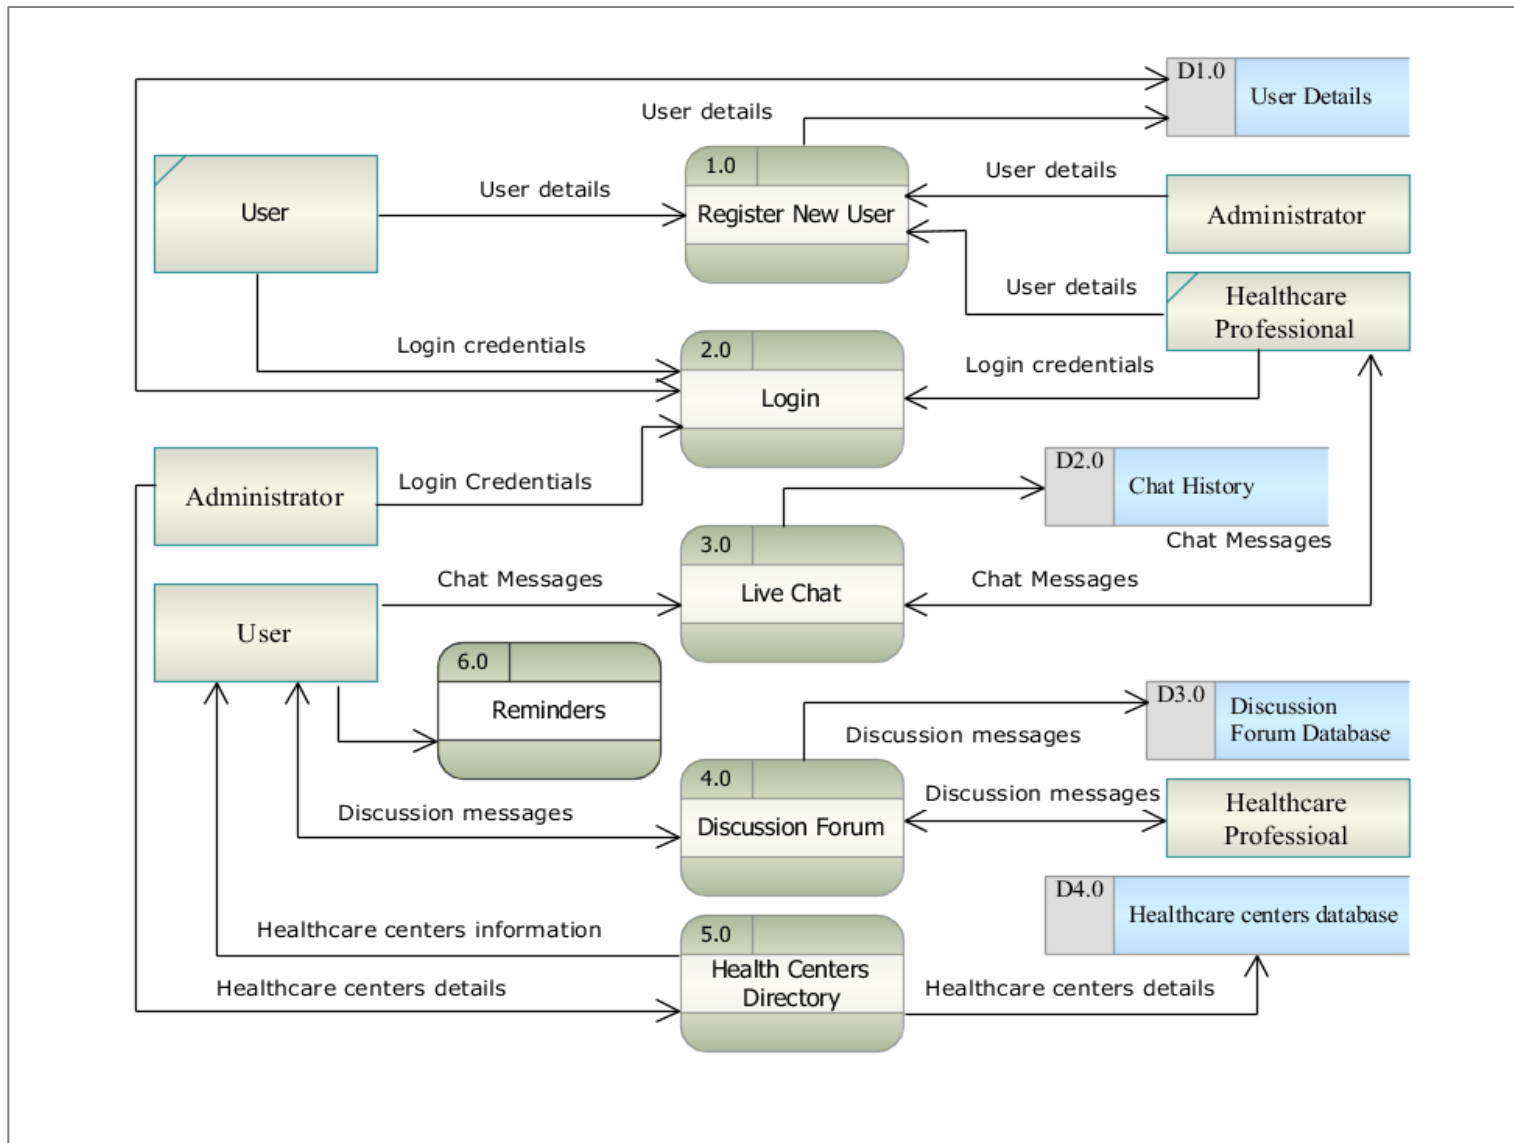 D1.0
User Details
User details
1.0
Register New User
User
User details
User details
Administrator
User details
Healthcare
Professional
Login credentials
2.0
Login
Login credentials
Administrator
Login Credentials
D2.0
Chat History
Chat Messages
3.0
Live Chat
Chat Messages
Chat Messages
User
6.0
Reminders
D3.0
Discussion
Forum Database
Discussion messages
4.0
Discussion Forum
Discussion messages
Discussion messages
Healthcare
Professioal
D4.0
Healthcare centers database
Healthcare centers information
5.0
Health Centers
Directory
Healthcare centers details
Healthcare centers details